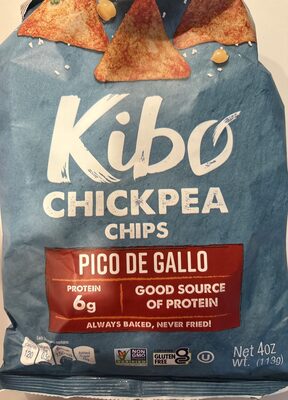 Kibo
CHICKPEA
CHIPS
PICO DE GALLO
PROTEIN
6g
GOOD SOURCE
OF PROTEIN
ALWAYS BAKED, NEVER FRIED!
NON
GMO
GLUTEN
FREE
U
Net 4oz
WT. (113g)